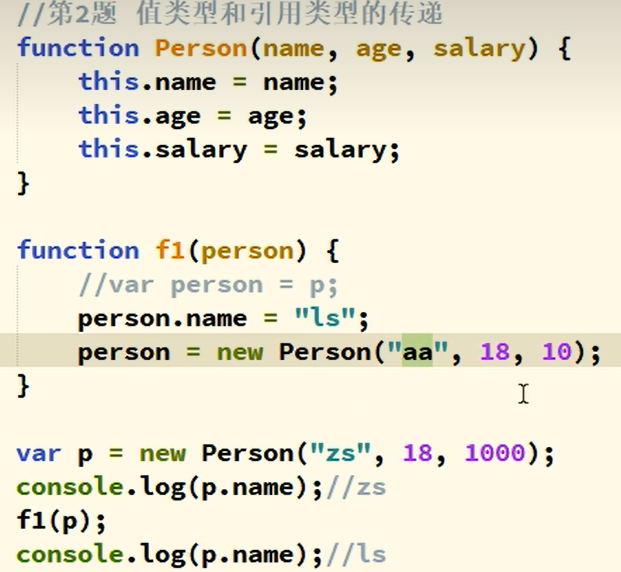 //第2题 值类型和引用类型的传递
function Person(name, age, salary) {
this.name = name;
this.age = age;
this.salary = salary;
}
function f1(person) {
//var person = p;
person.name = "ls";
person = new Person("aa", 18, 10);
}
var p = new Person("zs", 18, 1000);
console.log(p.name);//zs
f1(p);
console.log(p.name);//ls